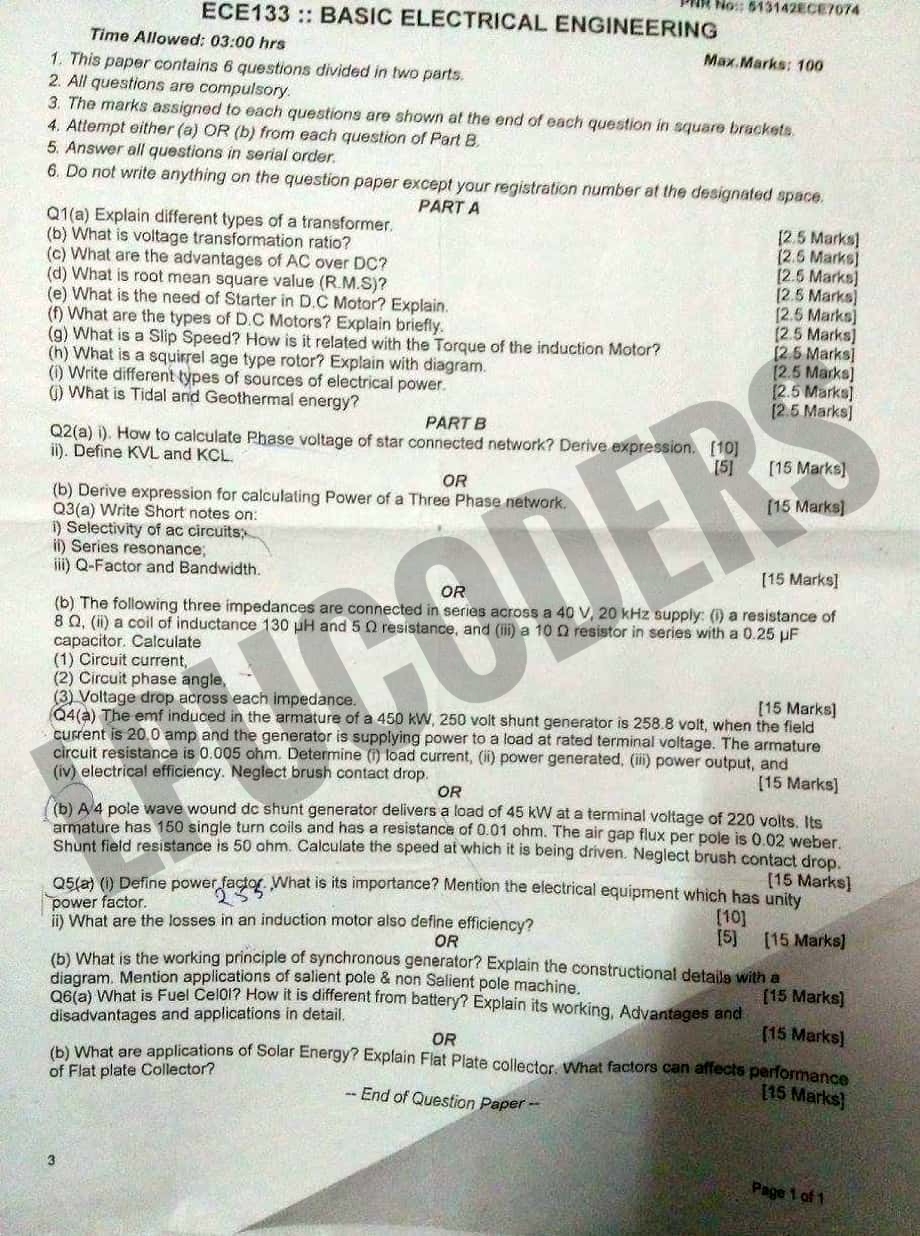 PNR No:: 513142ECE7074
ECE133 :: BASIC ELECTRICAL ENGINEERING
Time Allowed: 03:00 hrs
Max.Marks: 100
1. This paper contains 6 questions divided in two parts.
2. All questions are compulsory.
3. The marks assigned to each questions are shown at the end of each question in square brackets.
4. Attempt either (a) OR (b) from each question of Part B.
5. Answer all questions in serial order.
6. Do not write anything on the question paper except your registration number at the designated space.
PART A
Q1(a) Explain different types of a transformer. [2.5 Marks]
(b) What is voltage transformation ratio? [2.5 Marks]
(c) What are the advantages of AC over DC? [2.5 Marks]
(d) What is root mean square value (R.M.S)? [2.5 Marks]
(e) What is the need of Starter in D.C Motor? Explain. [2.5 Marks]
(f) What are the types of D.C Motors? Explain briefly. [2.5 Marks]
(g) What is a Slip Speed? How is it related with the Torque of the induction Motor? [2.5 Marks]
(h) What is a squirrel age type rotor? Explain with diagram. [2.5 Marks]
(i) Write different types of sources of electrical power. [2.5 Marks]
(j) What is Tidal and Geothermal energy? [2.5 Marks]
PART B
Q2(a) i). How to calculate Phase voltage of star connected network? Derive expression. [10]
ii). Define KVL and KCL. [5] [15 Marks]
OR
(b) Derive expression for calculating Power of a Three Phase network. [15 Marks]
Q3(a) Write Short notes on:
i) Selectivity of ac circuits;
ii) Series resonance;
iii) Q-Factor and Bandwidth. [15 Marks]
OR
(b) The following three impedances are connected in series across a 40 V, 20 kHz supply: (i) a resistance of
8 Ω, (ii) a coil of inductance 130 µH and 5 Ω resistance, and (iii) a 10 Ω resistor in series with a 0.25 µF
capacitor. Calculate
(1) Circuit current,
(2) Circuit phase angle,
(3) Voltage drop across each impedance. [15 Marks]
Q4(a) The emf induced in the armature of a 450 kW, 250 volt shunt generator is 258.8 volt, when the field
current is 20.0 amp and the generator is supplying power to a load at rated terminal voltage. The armature
circuit resistance is 0.005 ohm. Determine (i) load current, (ii) power generated, (iii) power output, and
(iv) electrical efficiency. Neglect brush contact drop. [15 Marks]
OR
(b) A 4 pole wave wound dc shunt generator delivers a load of 45 kW at a terminal voltage of 220 volts. Its
armature has 150 single turn coils and has a resistance of 0.01 ohm. The air gap flux per pole is 0.02 weber.
Shunt field resistance is 50 ohm. Calculate the speed at which it is being driven. Neglect brush contact drop.
[15 Marks]
Q5(a) (i) Define power factor. What is its importance? Mention the electrical equipment which has unity
power factor. [10]
255
ii) What are the losses in an induction motor also define efficiency? [5] [15 Marks]
OR
(b) What is the working principle of synchronous generator? Explain the constructional details with a
diagram. Mention applications of salient pole & non Salient pole machine. [15 Marks]
Q6(a) What is Fuel Cel0l? How it is different from battery? Explain its working, Advantages and
disadvantages and applications in detail. [15 Marks]
OR
(b) What are applications of Solar Energy? Explain Flat Plate collector. What factors can affects performance
of Flat plate Collector? [15 Marks]
-- End of Question Paper --
3
Page 1 of 1
LPUCODERS